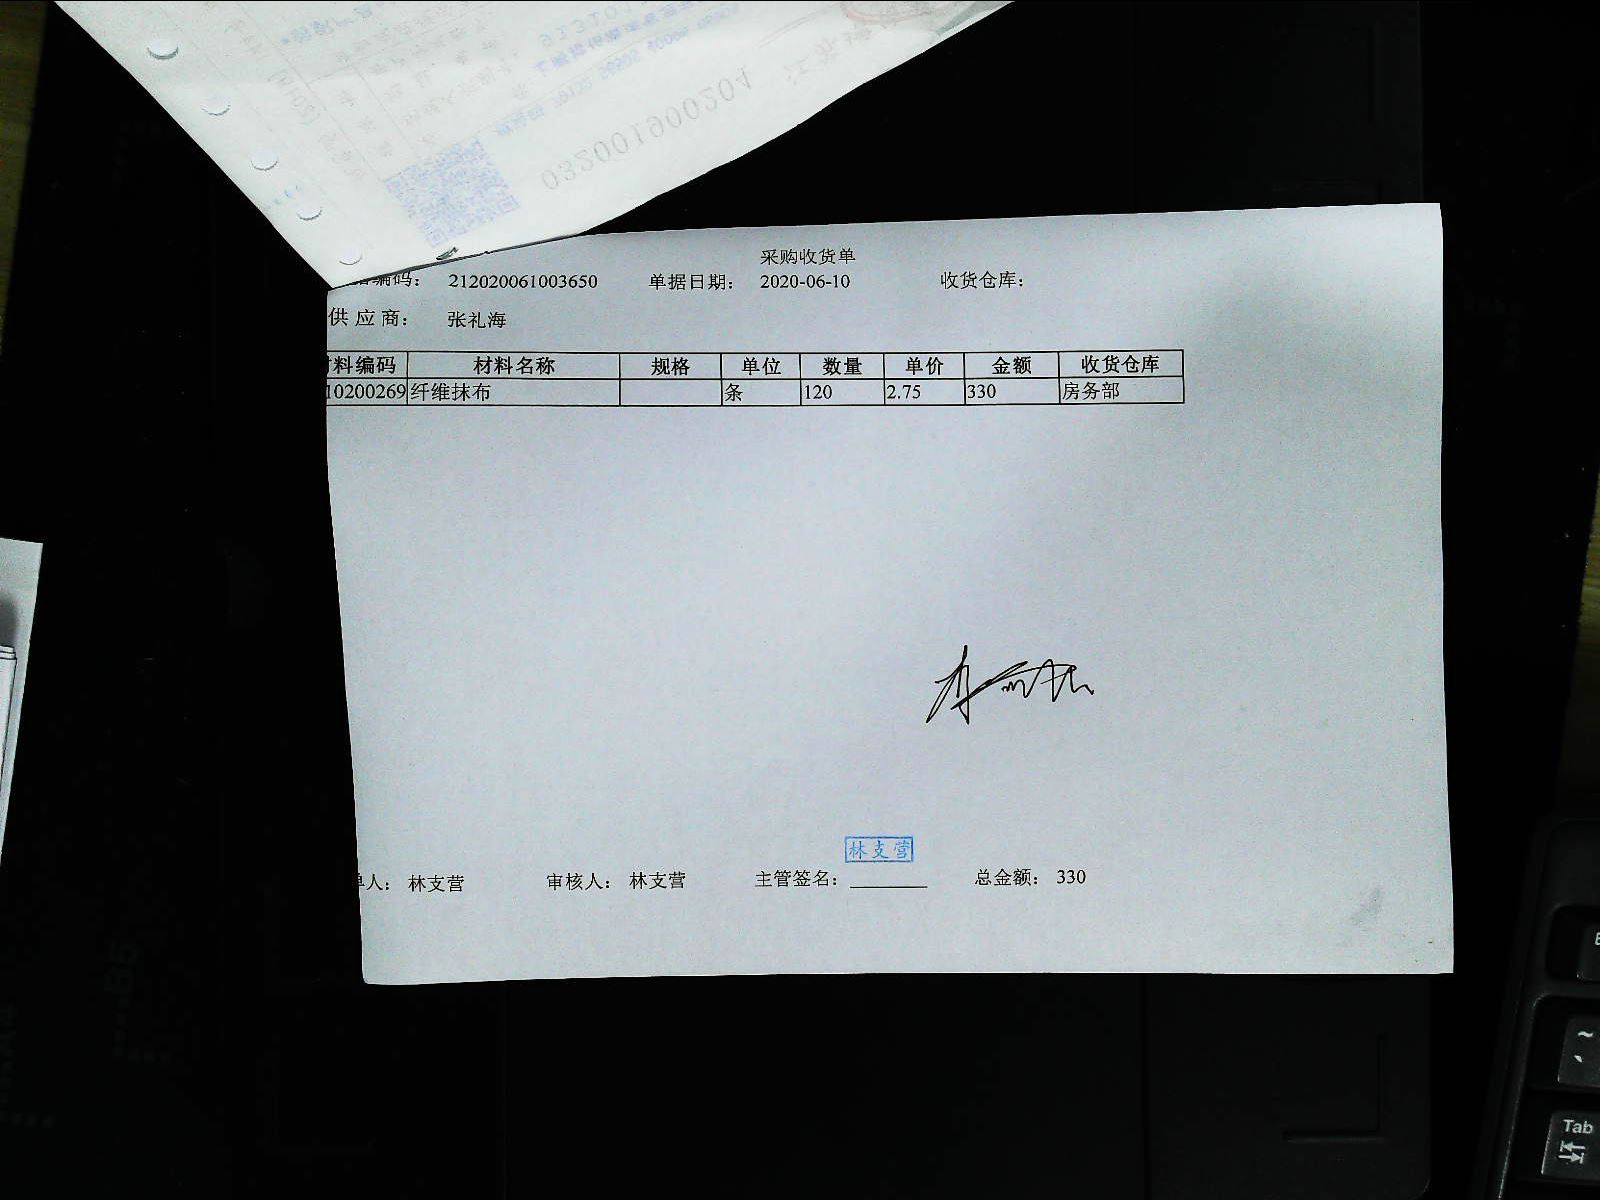 032001900204
采购收货单
编码： 212020061003650 单据日期： 2020-06-10 收货仓库：
供应商： 张礼海
料编码 材料名称 规格 单位 数量 单价 金额 收货仓库
10200269 纤维抹布 条 120 2.75 330 房务部
林支营
人： 林支营 审核人： 林支营 主管签名： 总金额： 330
Tab